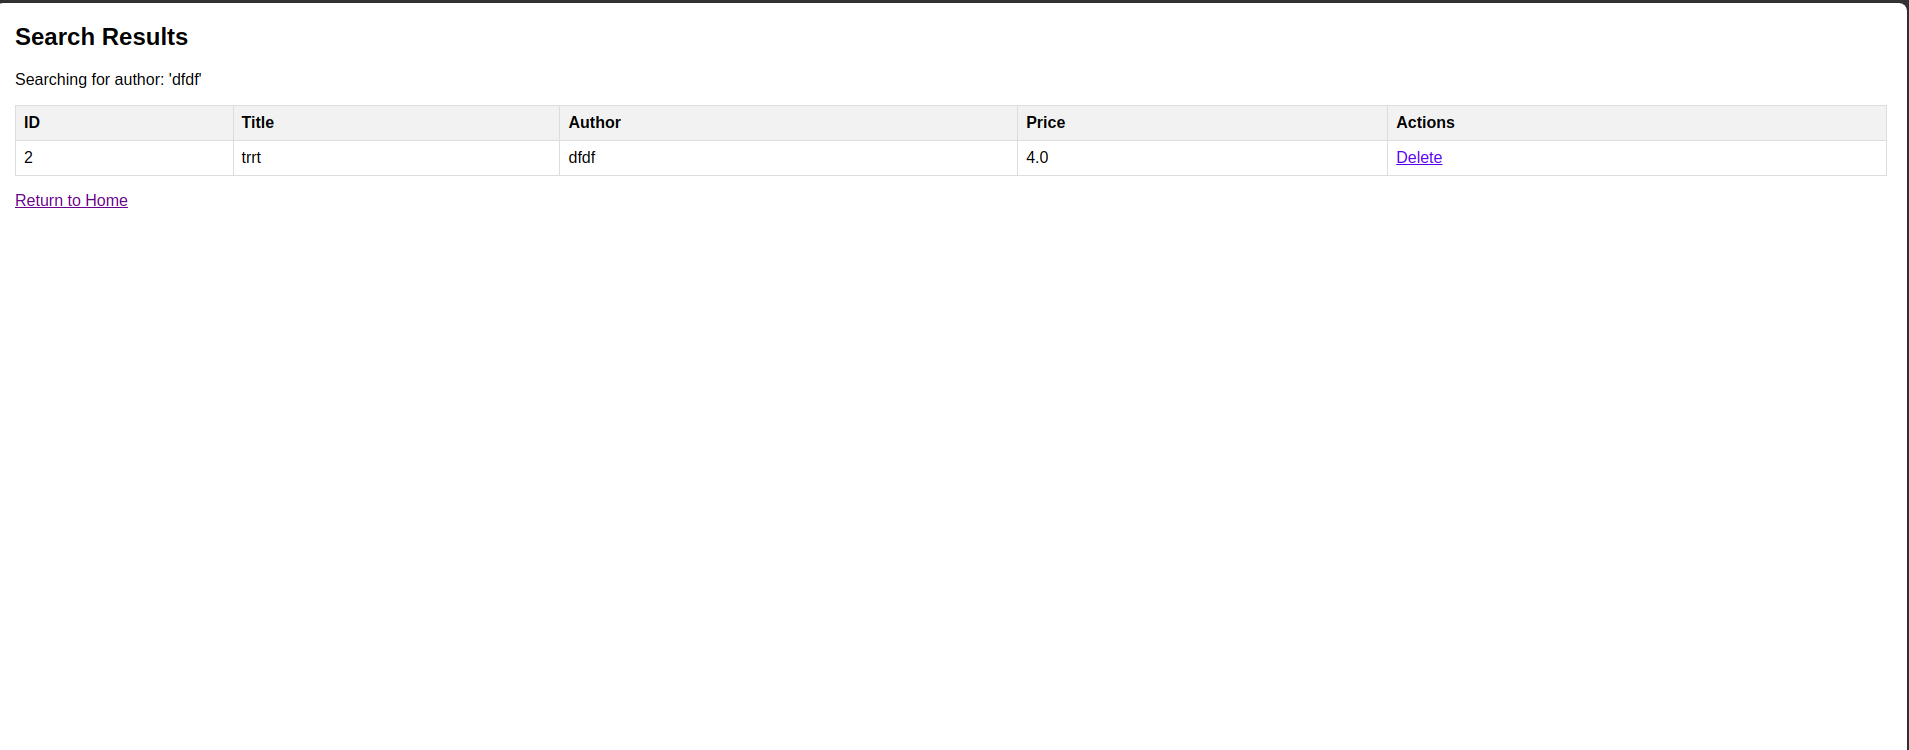 Search Results
Searching for author: 'dfdf'
ID Title Author Price Actions
2 trrt dfdf 4.0 Delete
Return to Home